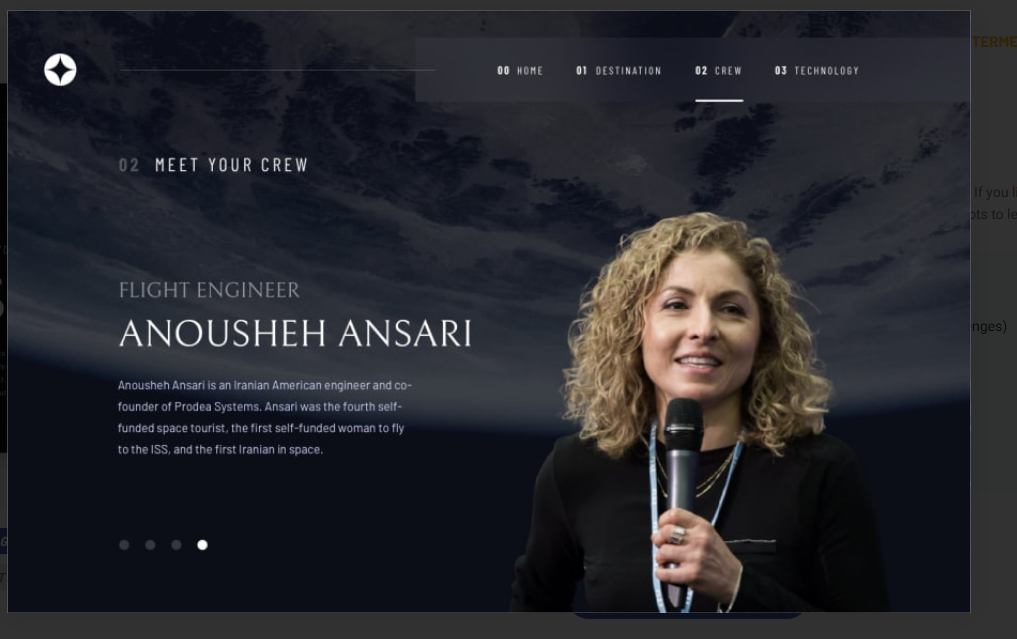 00 HOME
01 DESTINATION
02 CREW
03 TECHNOLOGY
02 MEET YOUR CREW
FLIGHT ENGINEER
ANOUSHEH ANSARI
Anousheh Ansari is an Iranian American engineer and co-
founder of Prodea Systems. Ansari was the fourth self-
funded space tourist, the first self-funded woman to fly
to the ISS, and the first Iranian in space.
TERME
If you l
ots to le
enges)